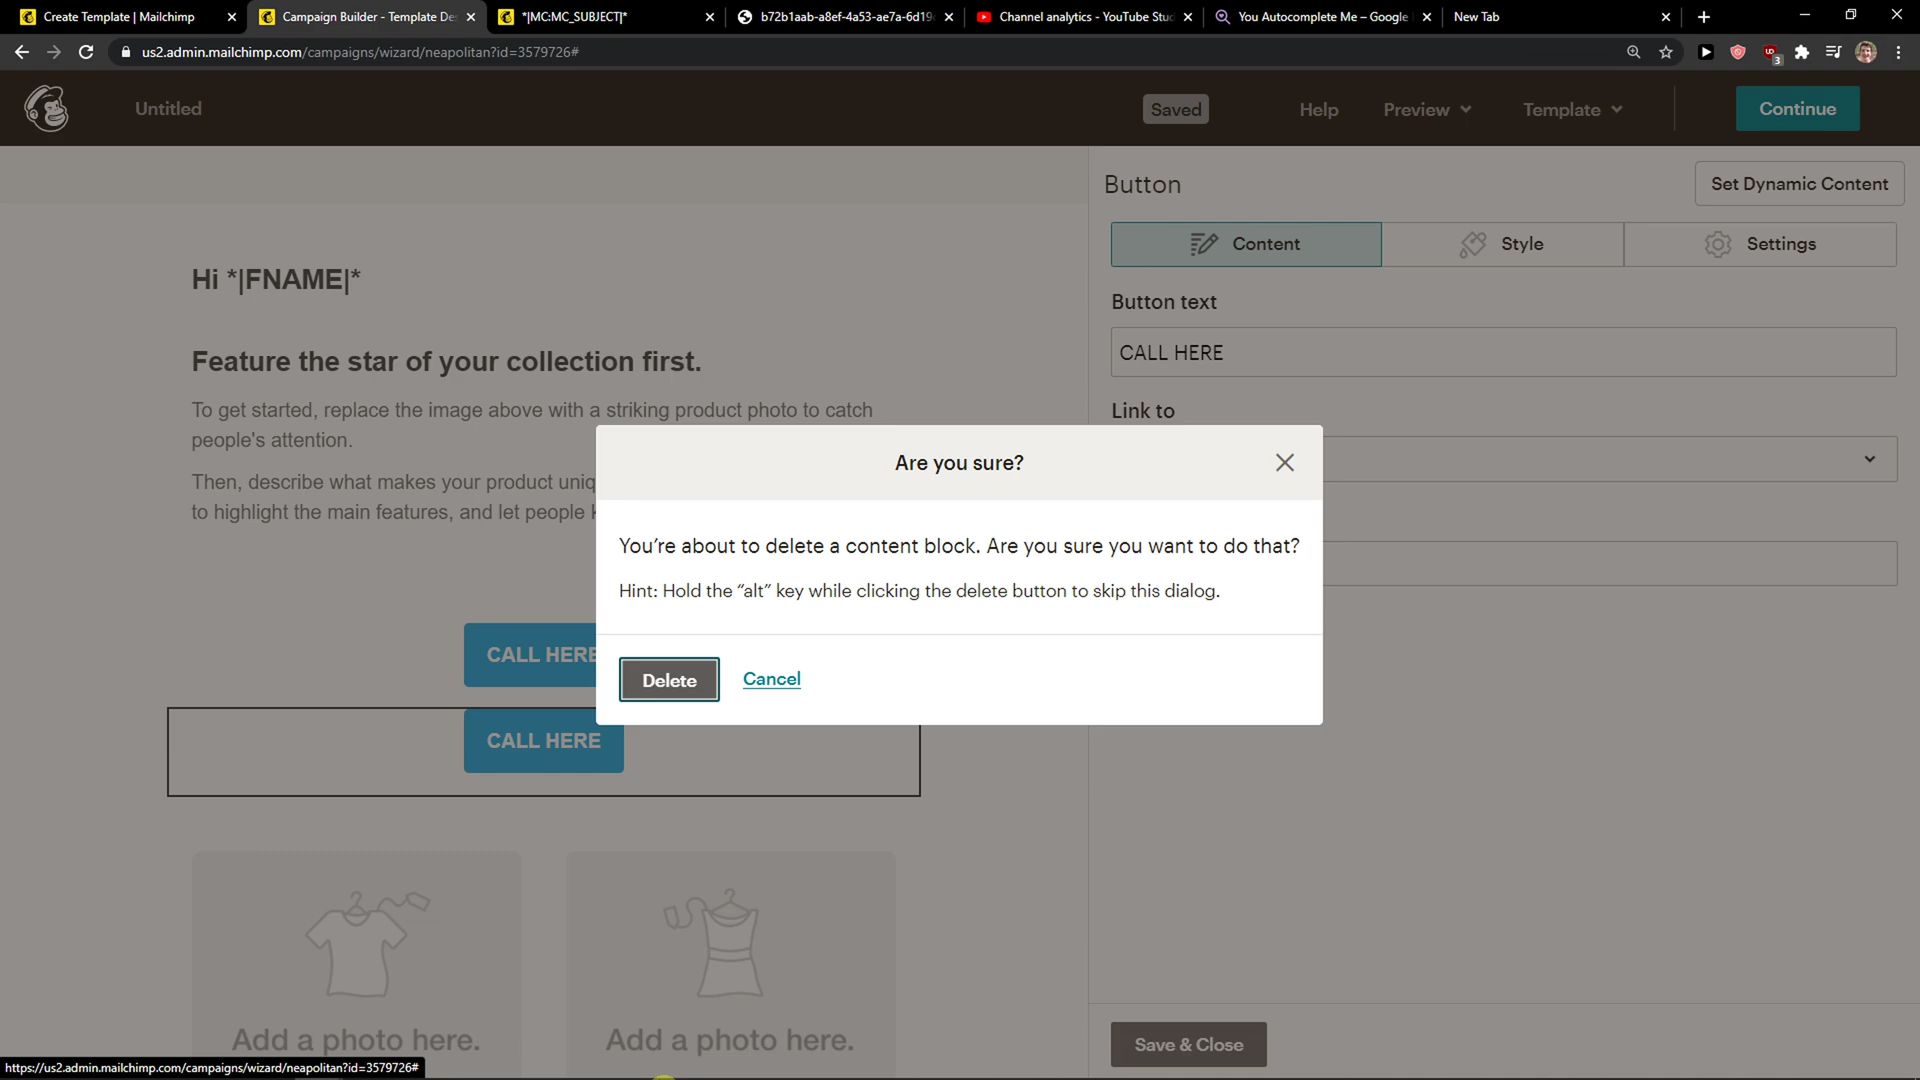 Create Template | Mailchimp
Campaign Builder - Template De
*|MC:MC_SUBJECT|*
b72b1aab-a8ef-4a53-ae7a-6d19
Channel analytics - YouTube Stu
You Autocomplete Me – Google
New Tab
us2.admin.mailchimp.com/campaigns/wizard/neapolitan?id=3579726#
UD
3
Untitled
Saved
Help
Preview
Template
Continue
Button
Set Dynamic Content
Content
Style
Settings
Hi *|FNAME|*
Button text
CALL HERE
Feature the star of your collection first.
Link to
To get started, replace the image above with a striking product photo to catch
people's attention.
Then, describe what makes your product uniq
to highlight the main features, and let people k
Are you sure?
You're about to delete a content block. Are you sure you want to do that?
Hint: Hold the “alt” key while clicking the delete button to skip this dialog.
Delete
Cancel
CALL HERE
CALL HERE
Add a photo here.
Add a photo here.
Save & Close
https://us2.admin.mailchimp.com/campaigns/wizard/neapolitan?id=3579726#